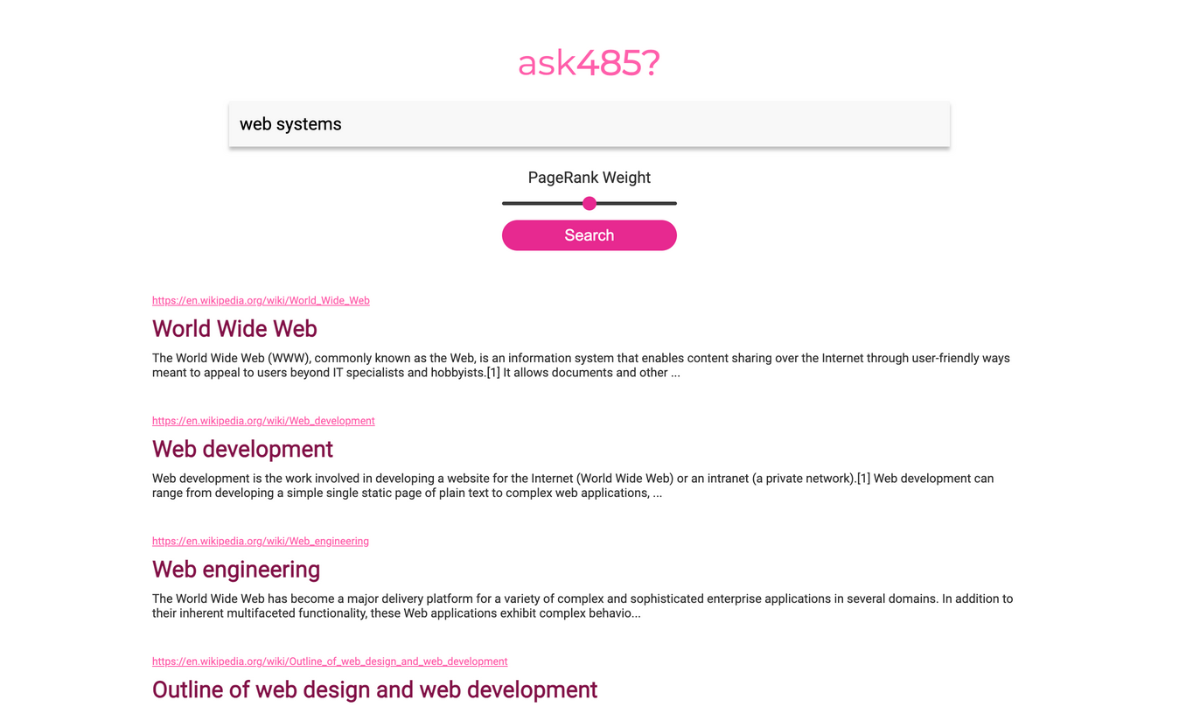 ask485?
web systems
PageRank Weight
Search
https://en.wikipedia.org/wiki/World_Wide_Web
World Wide Web
The World Wide Web (WWW), commonly known as the Web, is an information system that enables content sharing over the Internet through user-friendly ways
meant to appeal to users beyond IT specialists and hobbyists.[1] It allows documents and other ...
https://en.wikipedia.org/wiki/Web_development
Web development
Web development is the work involved in developing a website for the Internet (World Wide Web) or an intranet (a private network).[1] Web development can
range from developing a simple single static page of plain text to complex web applications, ...
https://en.wikipedia.org/wiki/Web_engineering
Web engineering
The World Wide Web has become a major delivery platform for a variety of complex and sophisticated enterprise applications in several domains. In addition to
their inherent multifaceted functionality, these Web applications exhibit complex behavio...
https://en.wikipedia.org/wiki/Outline_of_web_design_and_web_development
Outline of web design and web development